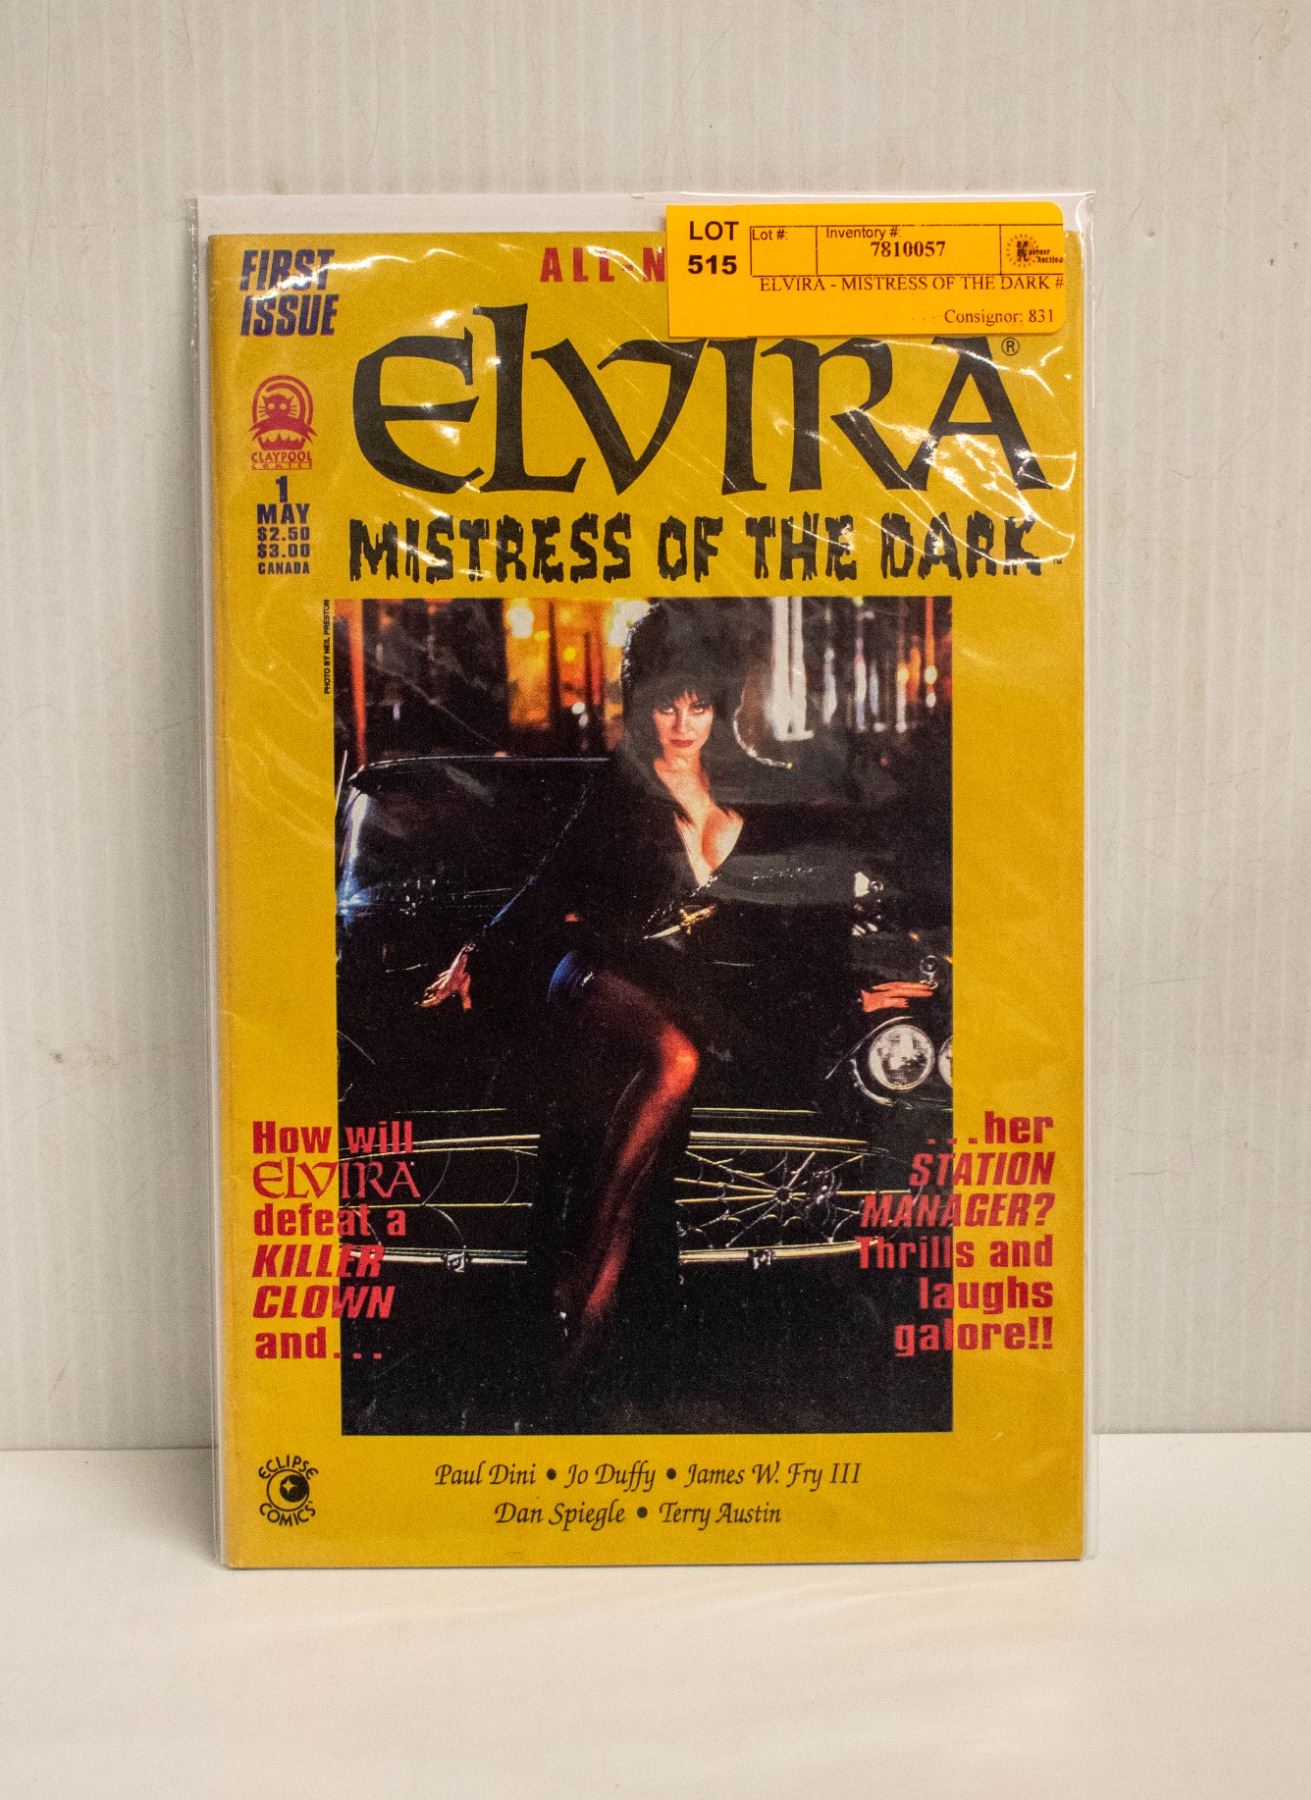 LOT
515
Lot #:
Inventory #:
7810057
Auction
ELVIRA - MISTRESS OF THE DARK #
Consignor: 831
FIRST
ISSUE
ALL-N
ELVIRA®
MISTRESS OF THE DARK™
CLAYPOOL
COMICS
1
MAY
$2.50
$3.00
CANADA
PHOTO BY NEIL PRESTON
How will
ELVIRA
defeat a
KILLER
CLOWN
and...
...her
STATION
MANAGER?
Thrills and
laughs
galore!!
ECLIPSE
COMICS
Paul Dini • Jo Duffy • James W. Fry III
Dan Spiegle • Terry Austin